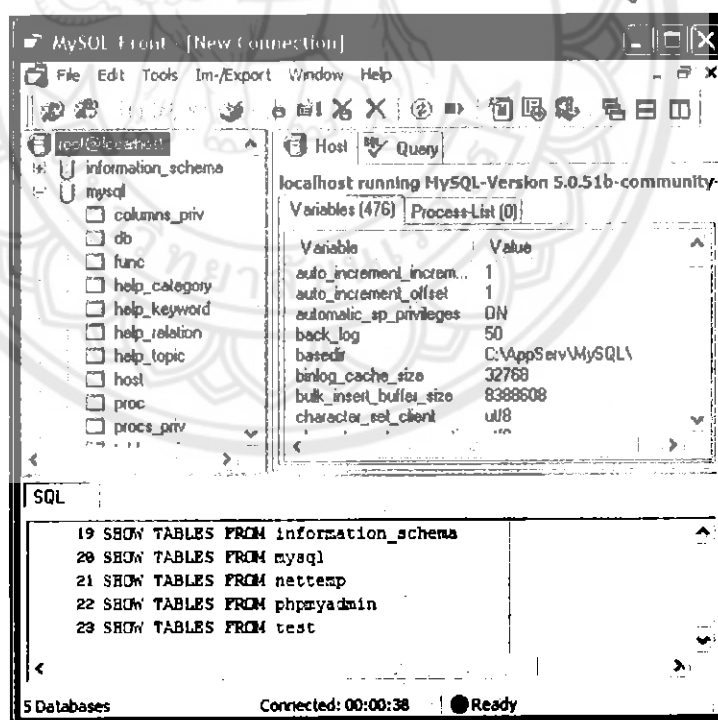 MySQL-Front - [New Connection]
File Edit Tools Im-/Export Window Help
root@localhost
information_schema
mysql
columns_priv
db
func
help_category
help_keyword
help_relation
help_topic
host
proc
procs_priv
Host Query
localhost running MySQL-Version 5.0.51b-community-
Variables (476) Process-List (0)
Variable Value
auto_increment_increm... 1
auto_increment_offset 1
automatic_sp_privileges ON
back_log 50
basedir C:\AppServ\MySQL\
binlog_cache_size 32768
bulk_insert_buffer_size 8388608
character_set_client utf8
SQL
19 SHOW TABLES FROM information_schema
20 SHOW TABLES FROM mysql
21 SHOW TABLES FROM nettemp
22 SHOW TABLES FROM phpmyadmin
23 SHOW TABLES FROM test
5 Databases Connected: 00:00:38 Ready